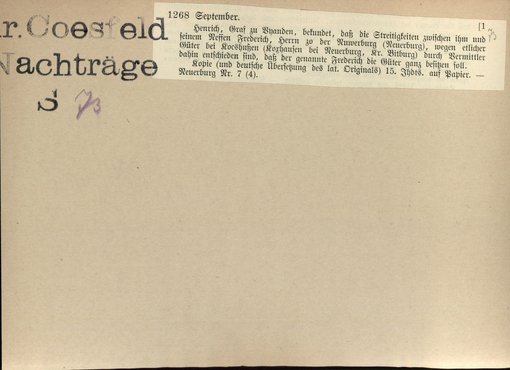 r. Coesfeld
Nachträge
S 73
1268 September. [1
73
Henrich, Graf zu Vyanden, bekundet, daß die Streitigkeiten zwischen ihm und
seinem Neffen Frederich, Herrn zo der Nuwerburg (Neuerburg), wegen etlicher
Güter bei Koeshusen (Koxhausen bei Neuerburg, Kr. Bitburg) durch Vermittler
dahin entschieden sind, daß der genannte Frederich die Güter ganz besitzen soll.
Kopie (und deutsche Übersetzung des lat. Originals) 15. Jhdts. auf Papier. —
Neuerburg Nr. 7 (4).